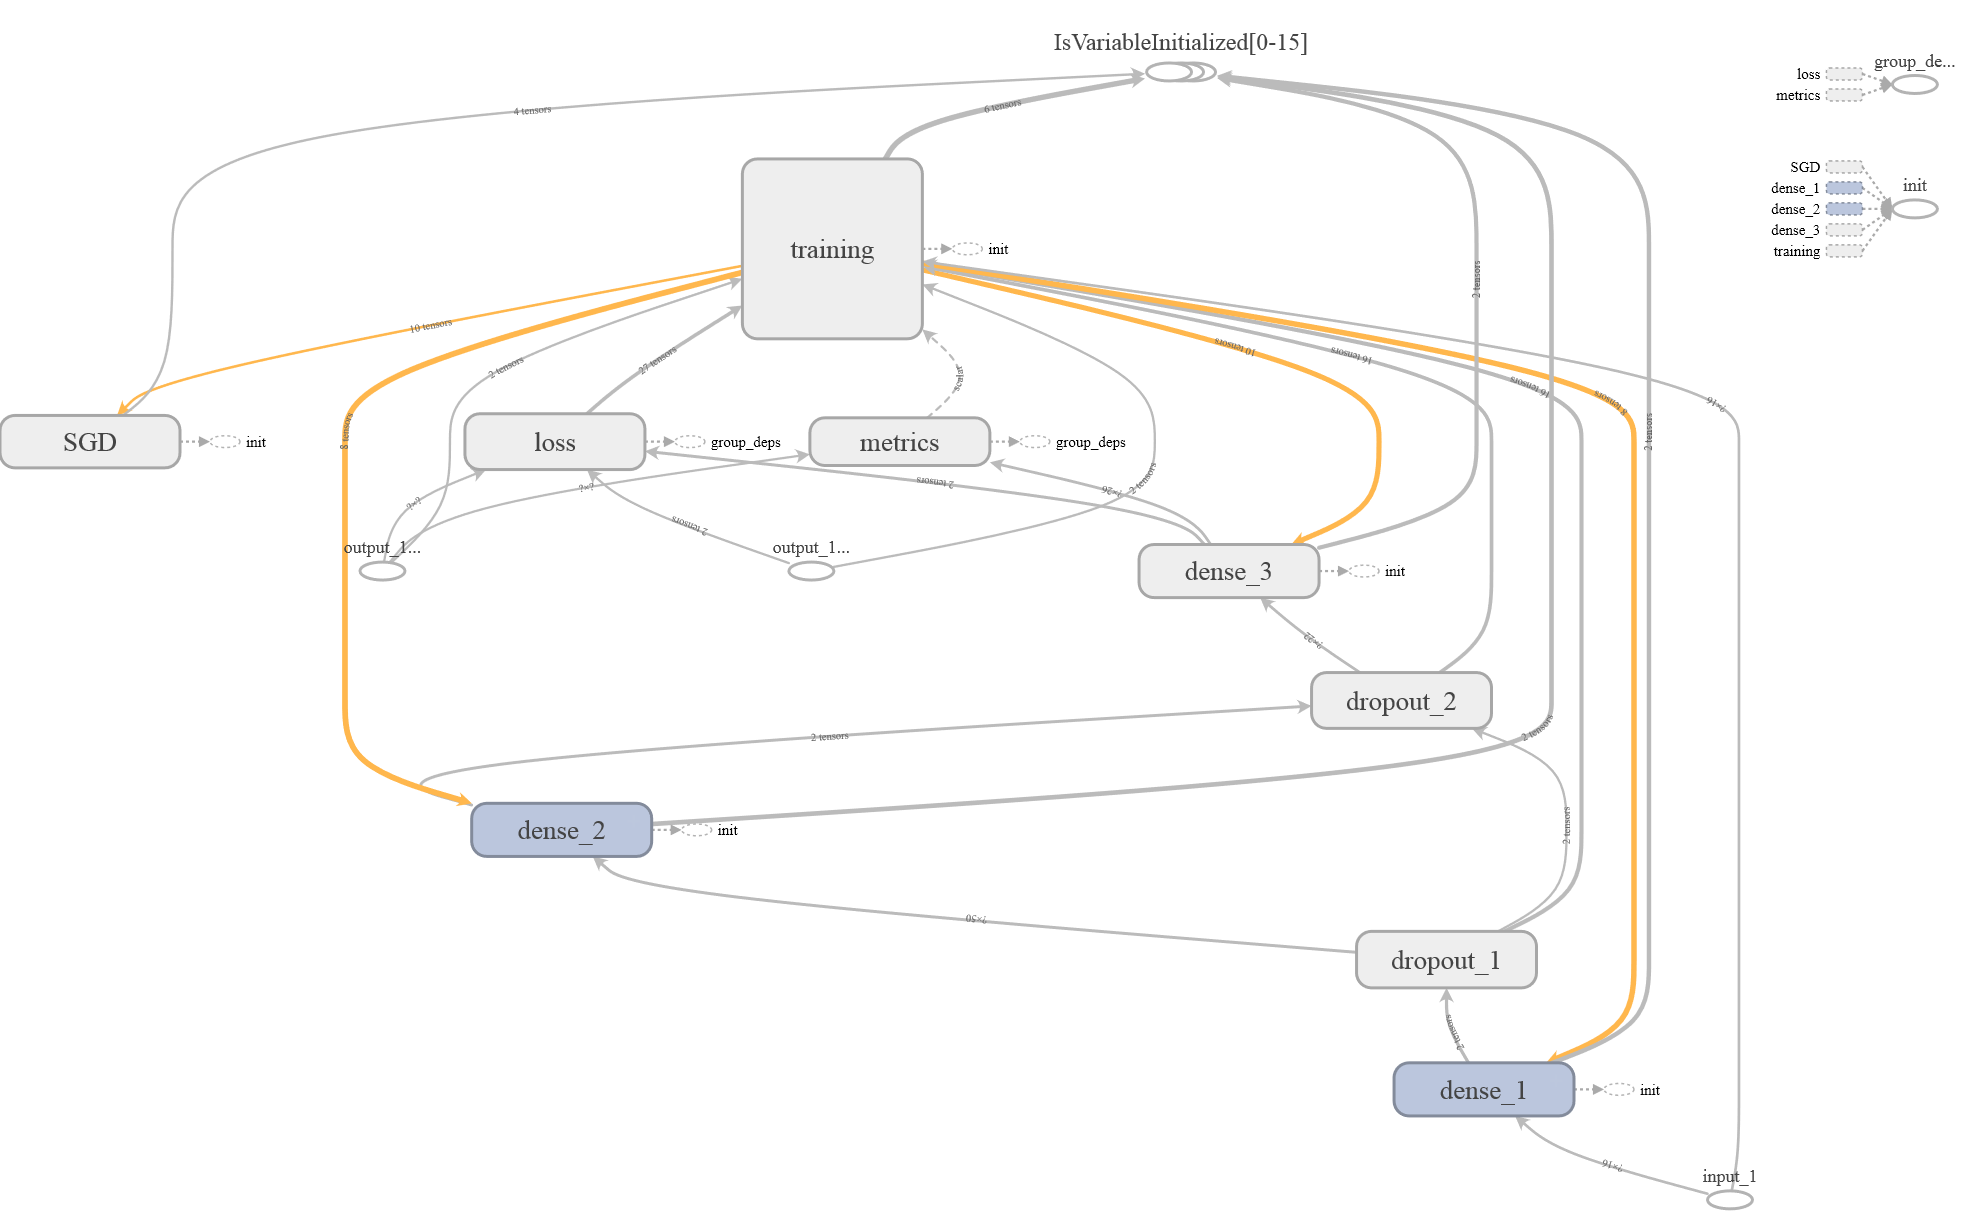 IsVariableInitialized[0-15]
loss
group_de...
metrics
4 tensors
6 tensors
SGD
dense_1
init
dense_2
dense_3
training
training
init
2 tensors
10 tensors
10 tensors
16 tensors
2 tensors
27 tensors
scalar
16 tensors
8 tensors
?×16
8 tensors
2 tensors
SGD
init
loss
group_deps
metrics
group_deps
?×?
?×?
2 tensors
?×26
2 tensors
2 tensors
output_1...
output_1...
dense_3
init
?×22
dropout_2
2 tensors
2 tensors
dense_2
init
2 tensors
?×50
dropout_1
2 tensors
dense_1
init
?×16
input_1